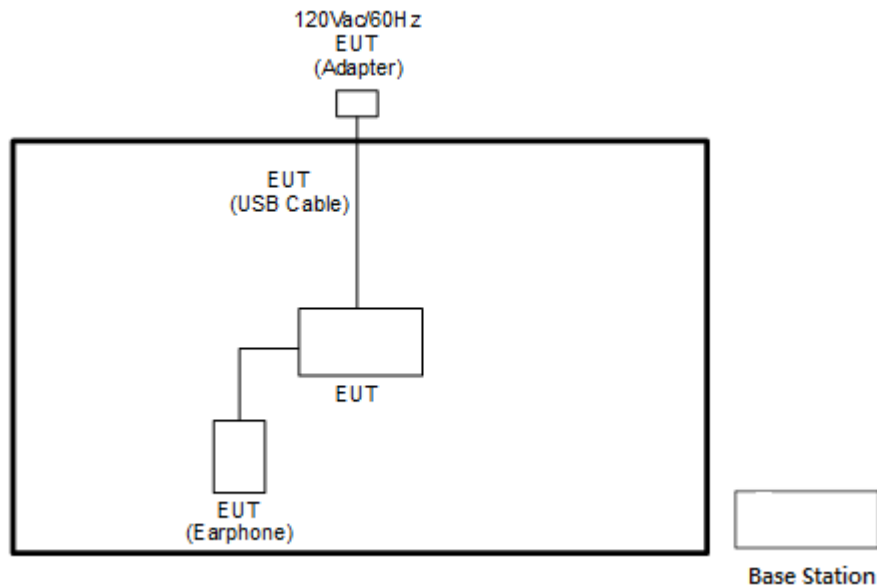 120Vac/60Hz
EUT
(Adapter)
EUT
(USB Cable)
EUT
EUT
(Earphone)
Base Station